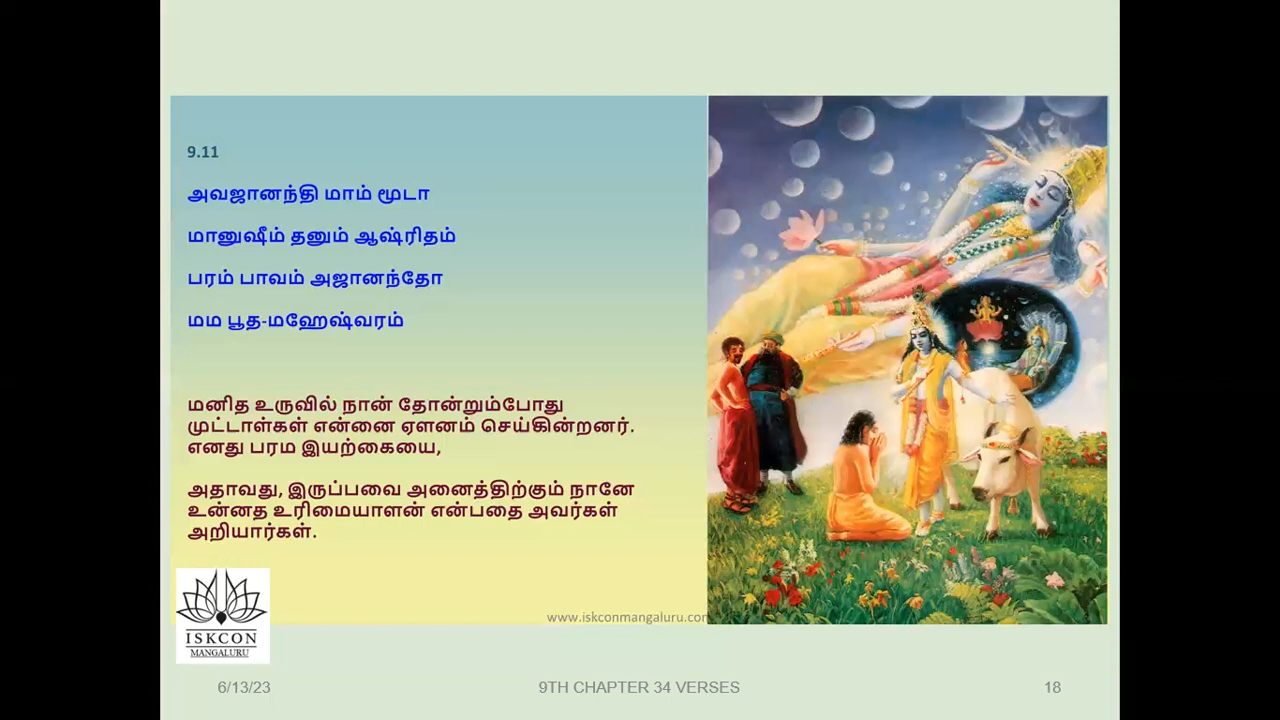 9.11
அவஜானந்தி மாம் மூடா
மானுஷீம் தனும் ஆஷ்ரிதம்
பரம் பாவம் அஜானந்தோ
மம பூத-மஹேஷ்வரம்
மனித உருவில் நான் தோன்றும்போது
முட்டாள்கள் என்னை ஏளனம் செய்கின்றனர்.
எனது பரம இயற்கையை,
அதாவது, இருப்பவை அனைத்திற்கும் நானே
உன்னத உரிமையாளன் என்பதை அவர்கள்
அறியார்கள்.
ISKCON
MANGALURU
www.iskconmangaluru.com
6/13/23
9TH CHAPTER 34 VERSES
18